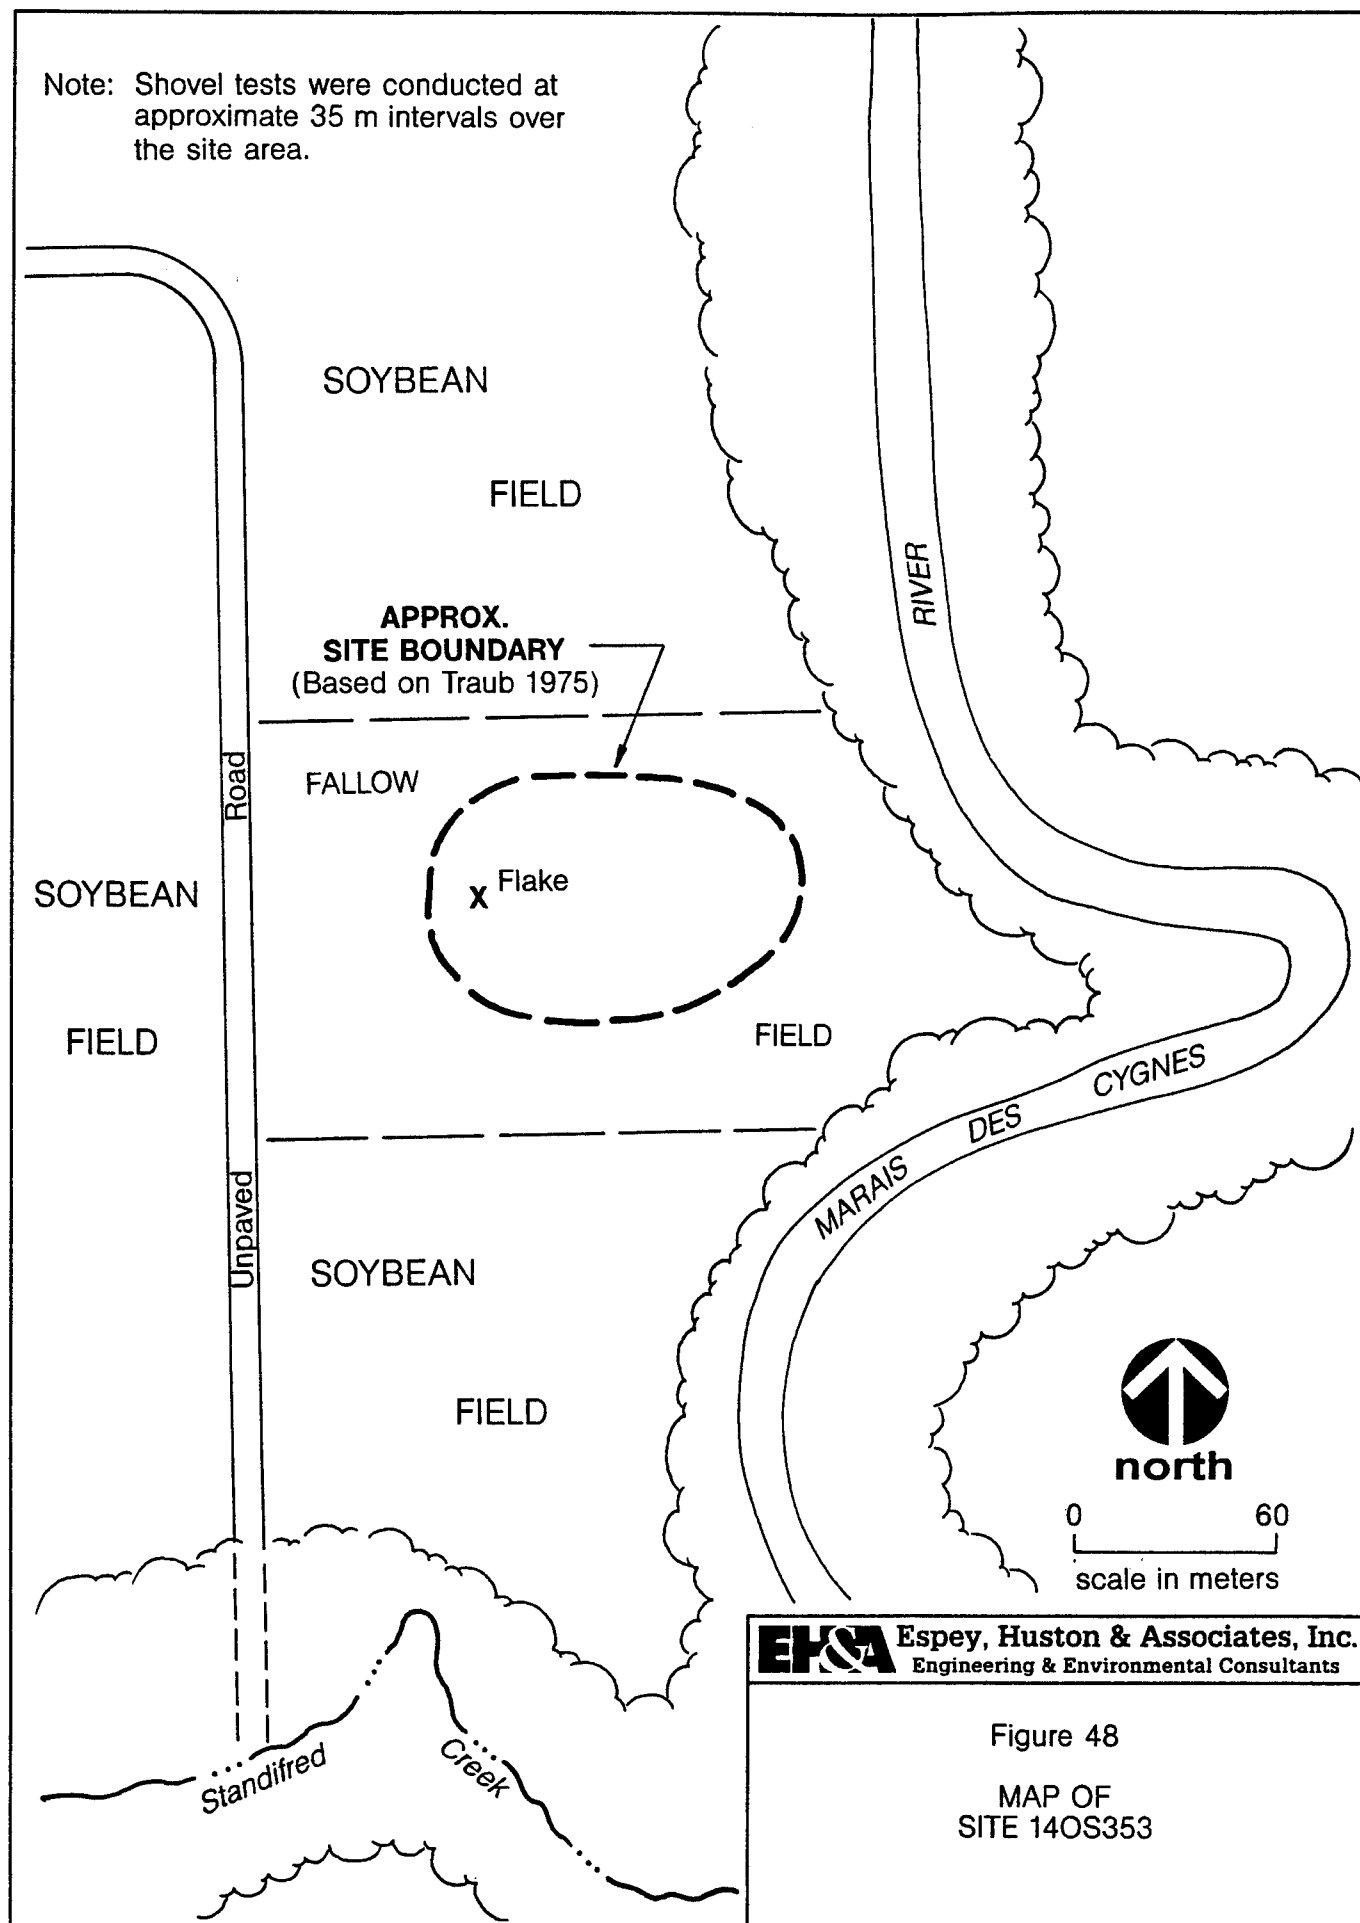 Note: Shovel tests were conducted at
approximate 35 m intervals over
the site area.
SOYBEAN
FIELD
RIVER
APPROX.
SITE BOUNDARY
(Based on Traub 1975)
FALLOW
Road
x Flake
SOYBEAN
FIELD
FIELD
CYGNES
DES
MARAIS
Unpaved
SOYBEAN
FIELD
north
0 60
scale in meters
EH&A Espey, Huston & Associates, Inc.
Engineering & Environmental Consultants
Standifred
Creek
Figure 48
MAP OF
SITE 14OS353